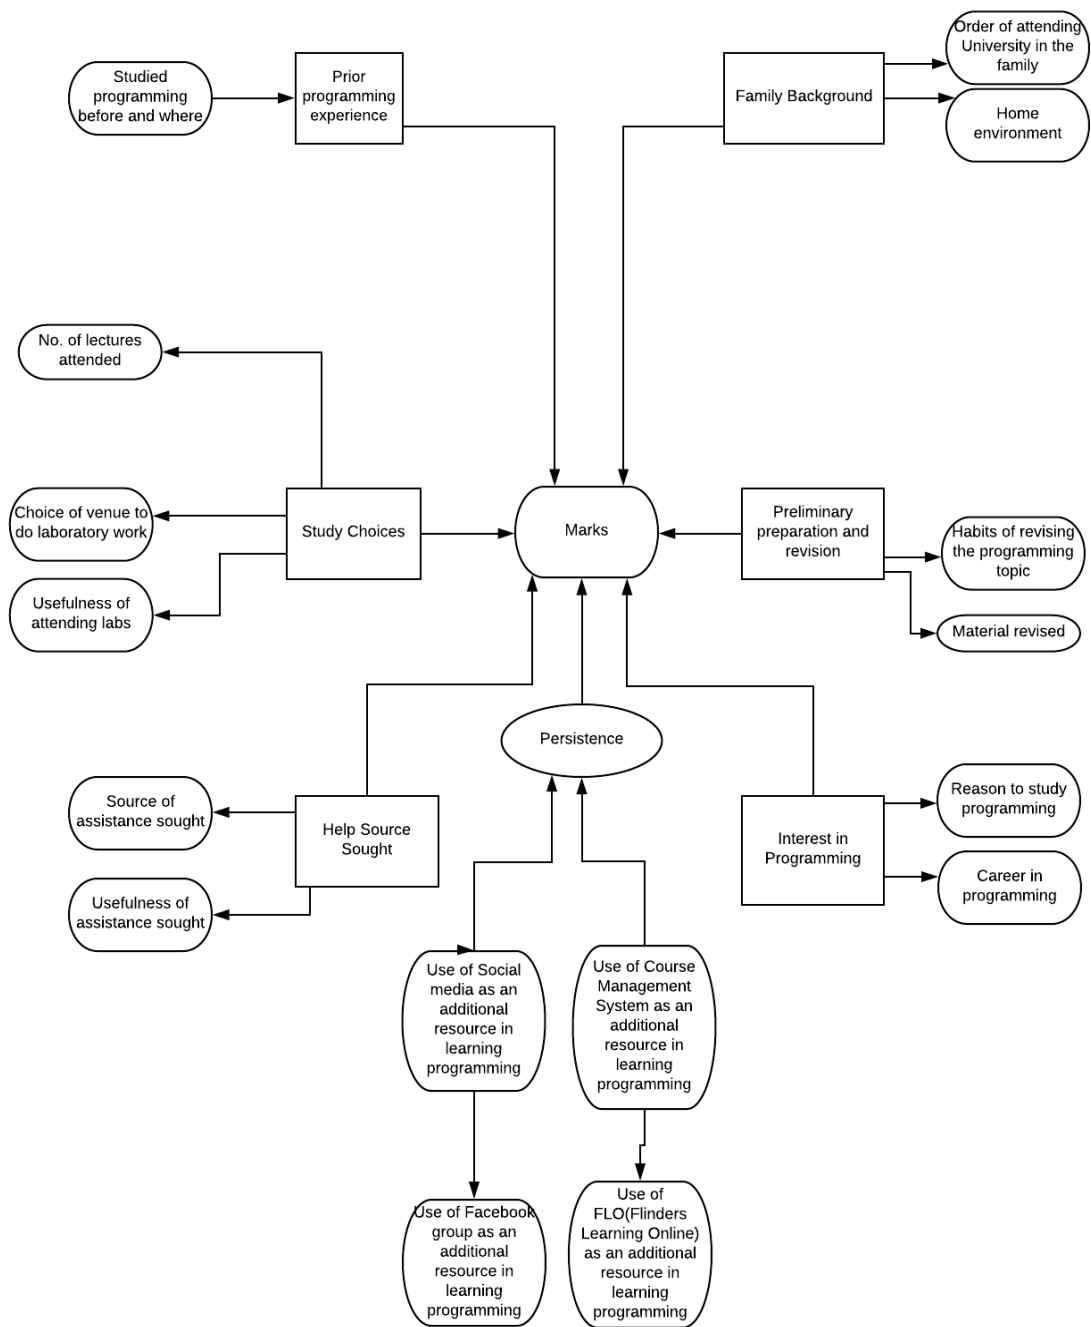 Studied
programming
before and where
Prior
programming
experience
Family Background
Order of attending
University in the
family
Home
environment
No. of lectures
attended
Choice of venue to
do laboratory work
Usefulness of
attending labs
Study Choices
Marks
Preliminary
preparation and
revision
Habits of revising
the programming
topic
Material revised
Persistence
Source of
assistance sought
Usefulness of
assistance sought
Help Source
Sought
Interest in
Programming
Reason to study
programming
Career in
programming
Use of Social
media as an
additional
resource in
learning
programming
Use of Course
Management
System as an
additional
resource in
learning
programming
Use of Facebook
group as an
additional
resource in
learning
programming
Use of
FLO(Flinders
Learning Online)
as an additional
resource in
learning
programming